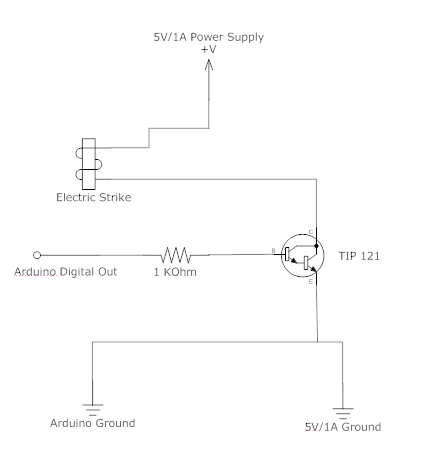 5V/1A Power Supply
+V
Electric Strike
C
B
TIP 121
Arduino Digital Out
1 KOhm
E
Arduino Ground
5V/1A Ground